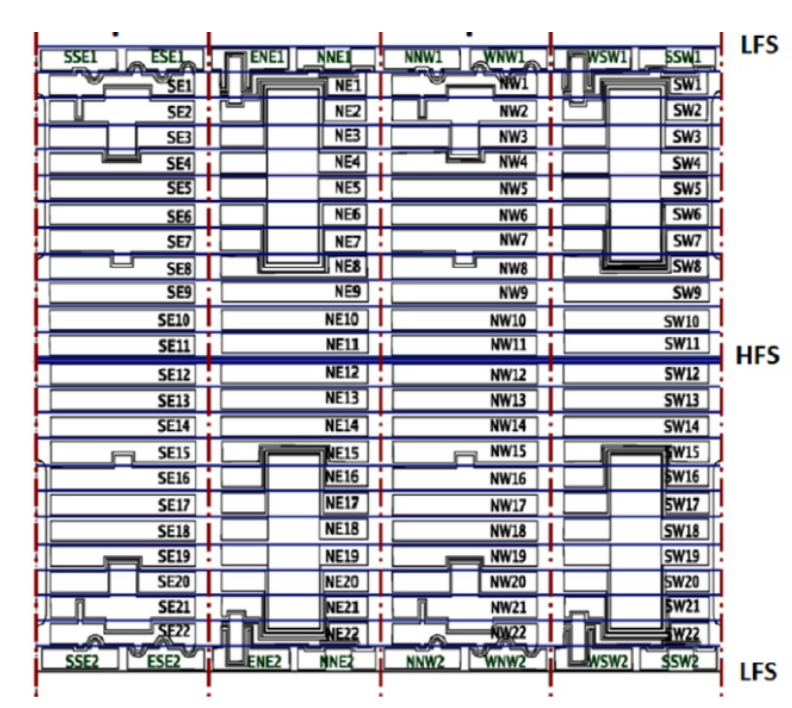 LFS
SSE1 ESE1 ENE1 NNE1 NNW1 WNW1 WSW1 SSW1
SE1 NE1 NW1 SW1
SE2 NE2 NW2 SW2
SE3 NE3 NW3 SW3
SE4 NE4 NW4 SW4
SE5 NE5 NW5 SW5
SE6 NE6 NW6 SW6
SE7 NE7 NW7 SW7
SE8 NE8 NW8 SW8
SE9 NE9 NW9 SW9
SE10 NE10 NW10 SW10
SE11 NE11 NW11 SW11
HFS
SE12 NE12 NW12 SW12
SE13 NE13 NW13 SW13
SE14 NE14 NW14 SW14
SE15 NE15 NW15 SW15
SE16 NE16 NW16 SW16
SE17 NE17 NW17 SW17
SE18 NE18 NW18 SW18
SE19 NE19 NW19 SW19
SE20 NE20 NW20 SW20
SE21 NE21 NW21 SW21
SE22 NE22 NW22 SW22
SSE2 ESE2 ENE2 NNE2 NNW2 WNW2 WSW2 SSW2
LFS